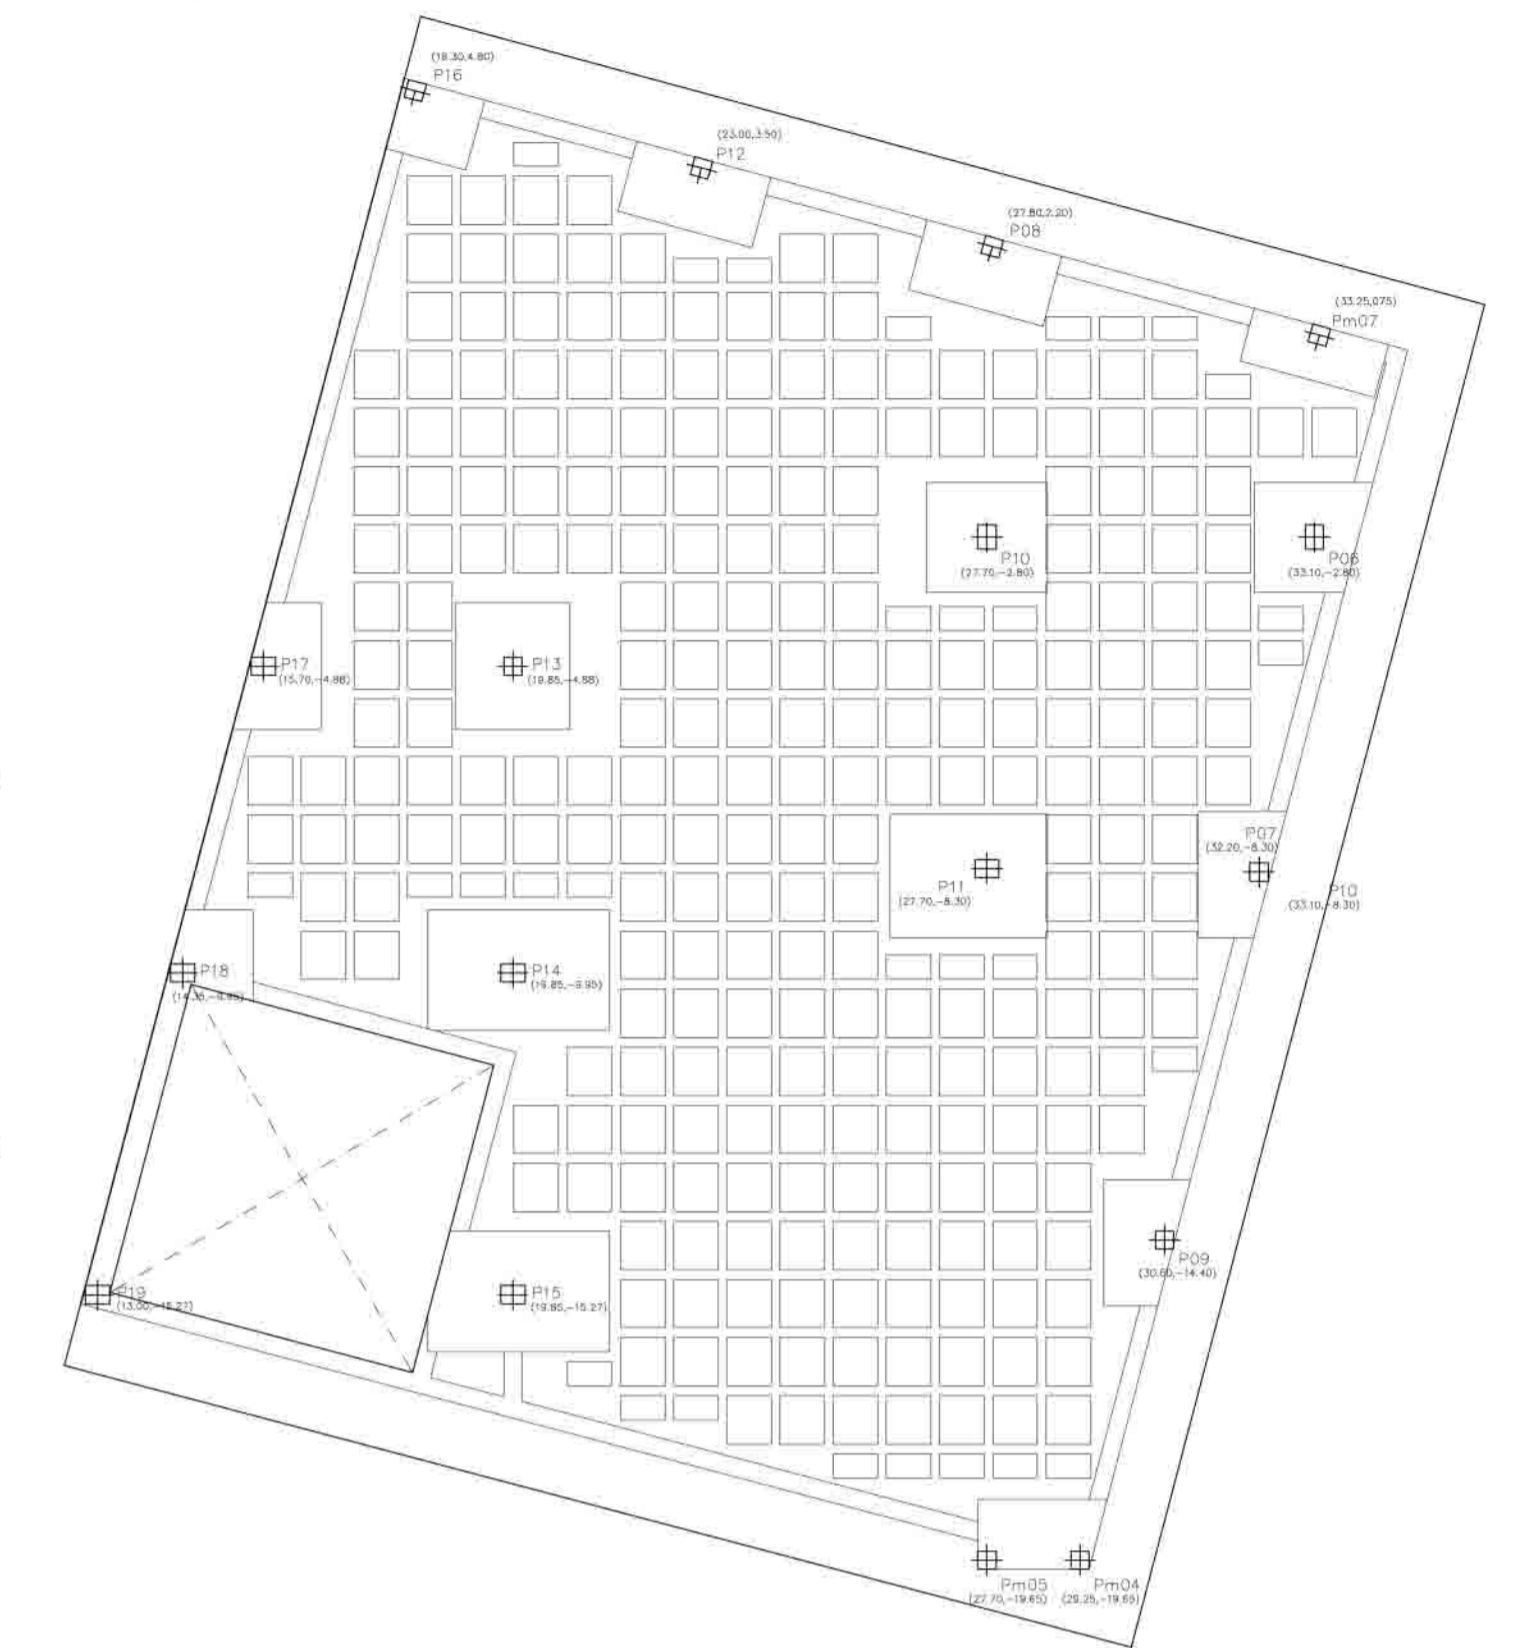 (18.30,4.80)
P16
(23.00,3.50)
P12
(27.80,2.20)
P08
(33.25,075)
Pm07
P10
(27.70,-2.80)
P06
(33.10,-2.80)
P17
(15.70,-4.88)
P13
(19.85,-4.88)
P07
(32.20,-8.30)
P11
(27.70,-8.30)
P10
(33.10,-8.30)
P18
P14
(19.85,-9.95)
P09
(30.60,-14.40)
P19
(13.00,-15.27)
P15
(19.85,-15.27)
Pm05
(27.70,-19.65)
Pm04
(29.25,-19.65)